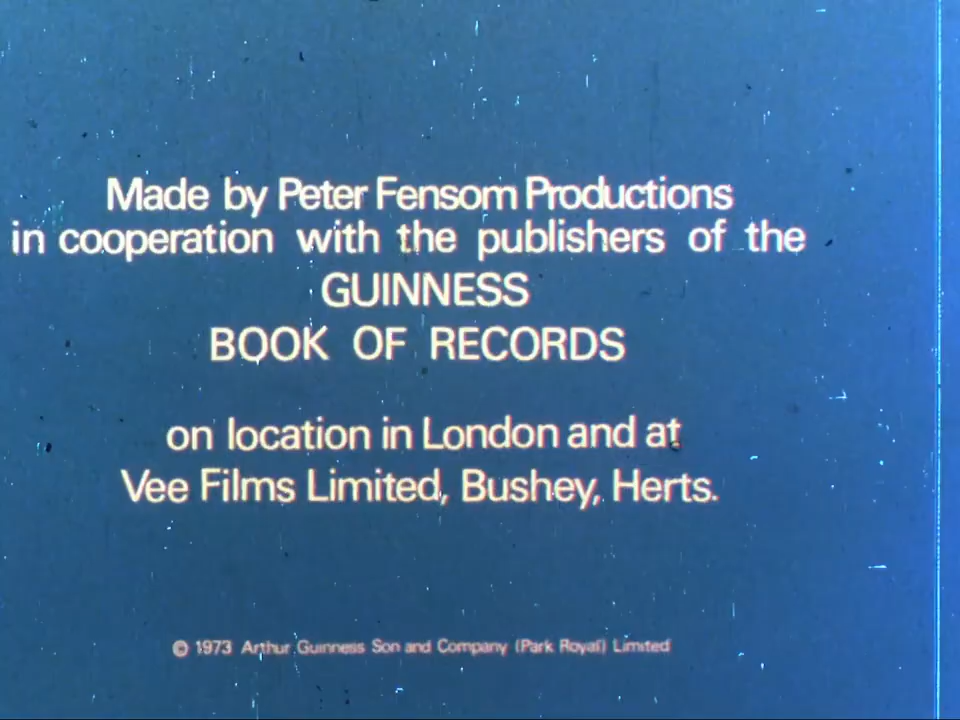 Made by Peter Fensom Productions
in cooperation with the publishers of the
GUINNESS
BOOK OF RECORDS
on location in London and at
Vee Films Limited, Bushey, Herts.
© 1973 Arthur Guinness Son and Company (Park Royal) Limited